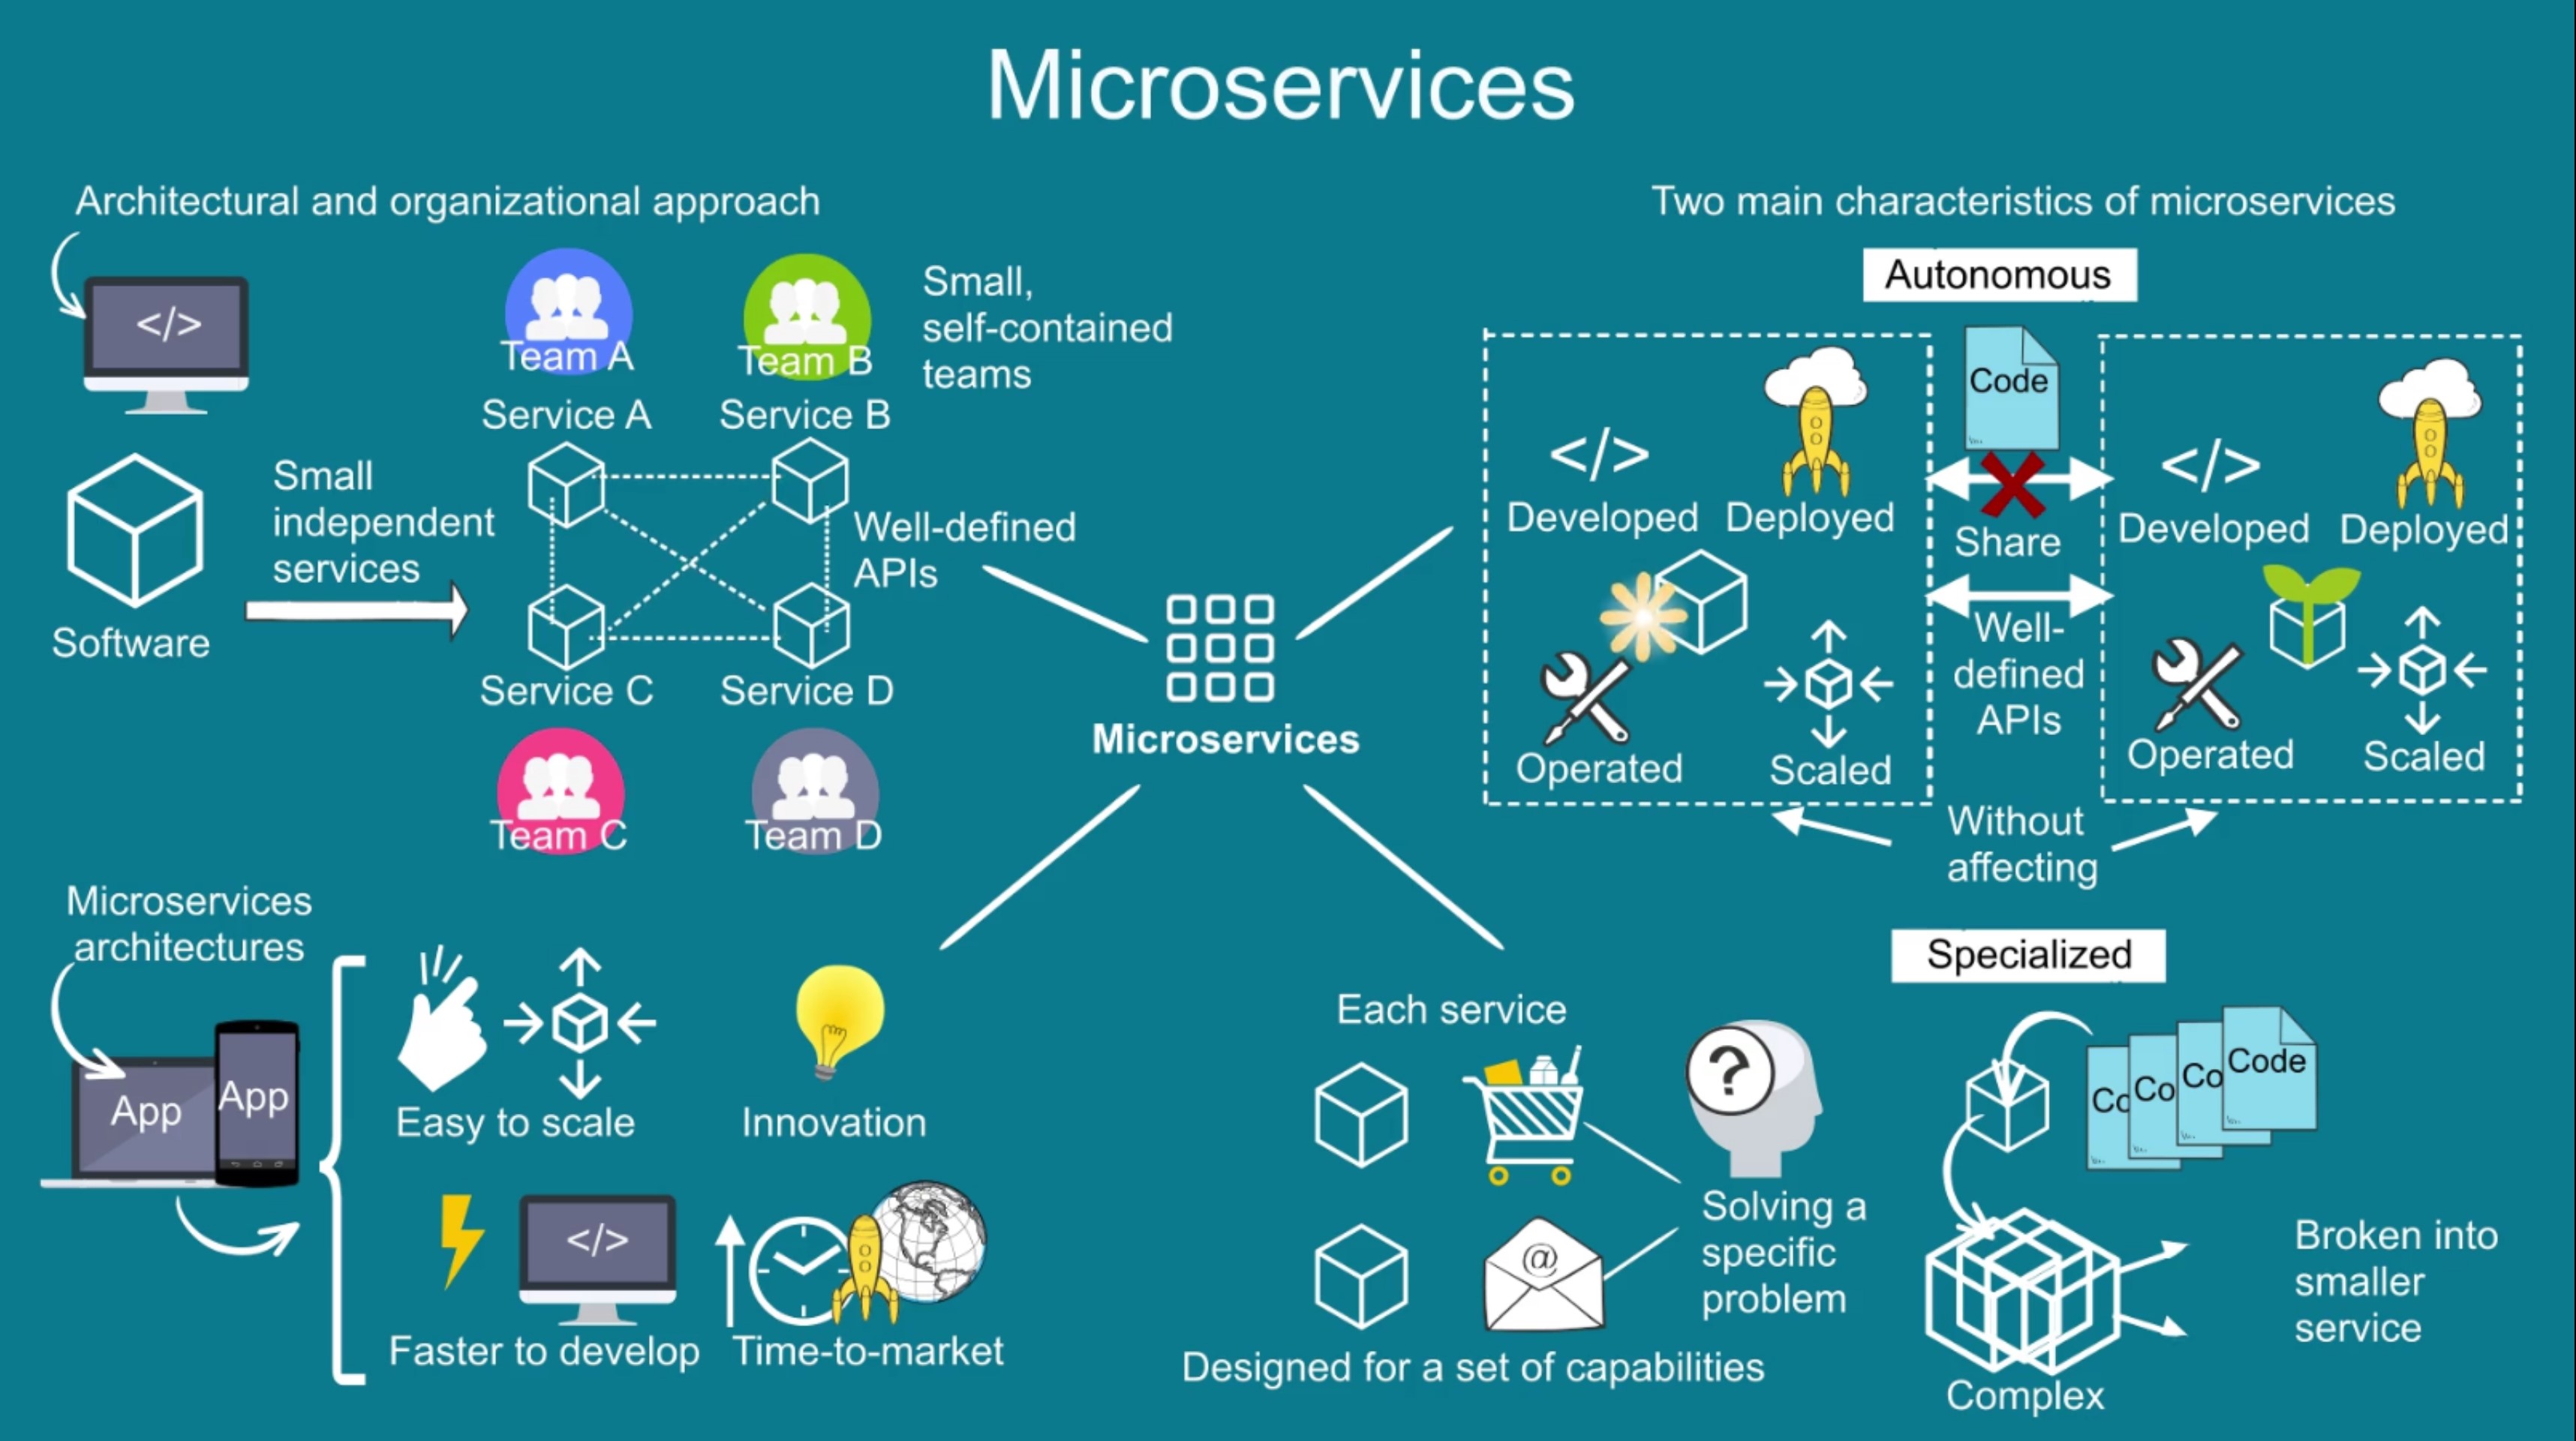 Microservices
Architectural and organizational approach
</>
Team A
Team B
Small,
self-contained
teams
Service A
Service B
Software
Small
independent
services
Well-defined
APIs
Service C
Service D
Team C
Team D
Microservices
Two main characteristics of microservices
Autonomous
</>
Developed
Deployed
Operated
Scaled
Code
Share
Well-
defined
APIs
</>
Developed
Deployed
Operated
Scaled
Without
affecting
Microservices
architectures
App
App
Easy to scale
Innovation
</>
Faster to develop
Time-to-market
Specialized
Each service
?
@
Solving a
specific
problem
Designed for a set of capabilities
Co
Co
Co
Code
Complex
Broken into
smaller
service